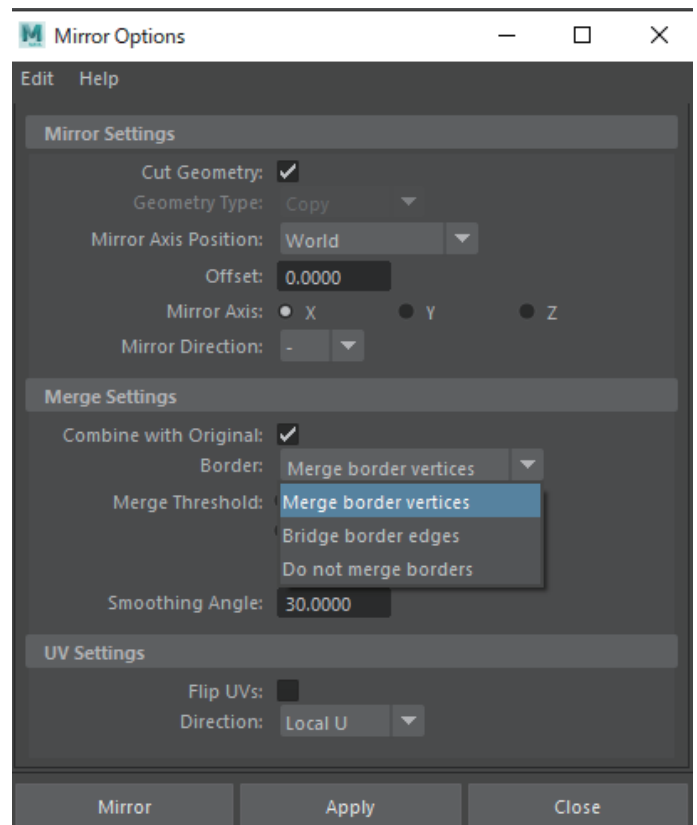 Mirror Options
Edit Help
Mirror Settings
Cut Geometry:
Geometry Type: Copy
Mirror Axis Position: World
Offset: 0.0000
Mirror Axis: X Y Z
Mirror Direction: -
Merge Settings
Combine with Original:
Border: Merge border vertices
Merge Threshold: Merge border vertices
Bridge border edges
Do not merge borders
Smoothing Angle: 30.0000
UV Settings
Flip UVs:
Direction: Local U
Mirror Apply Close